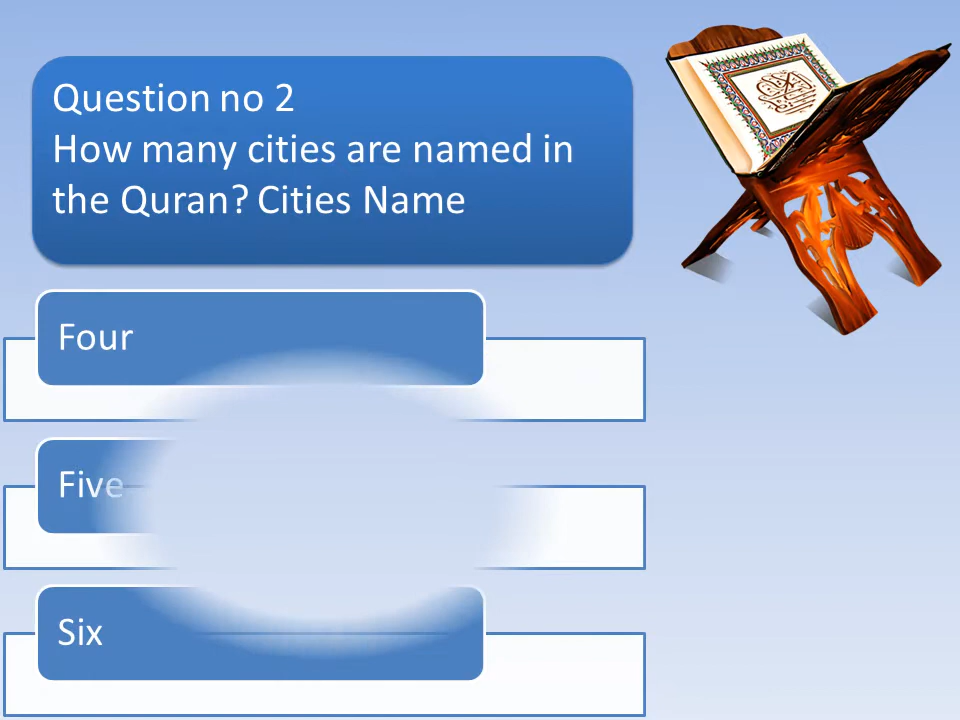 Question no 2
How many cities are named in
the Quran? Cities Name
Four
Five
Six